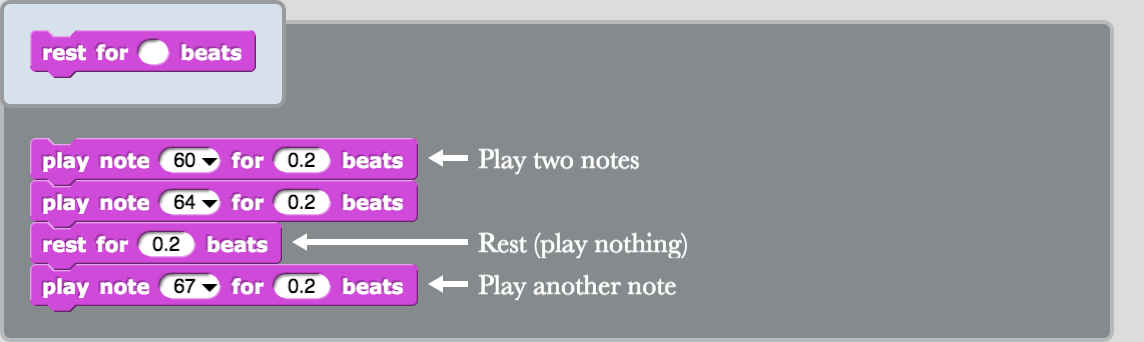 rest for beats
play note 60 for 0.2 beats Play two notes
play note 64 for 0.2 beats
rest for 0.2 beats Rest (play nothing)
play note 67 for 0.2 beats Play another note